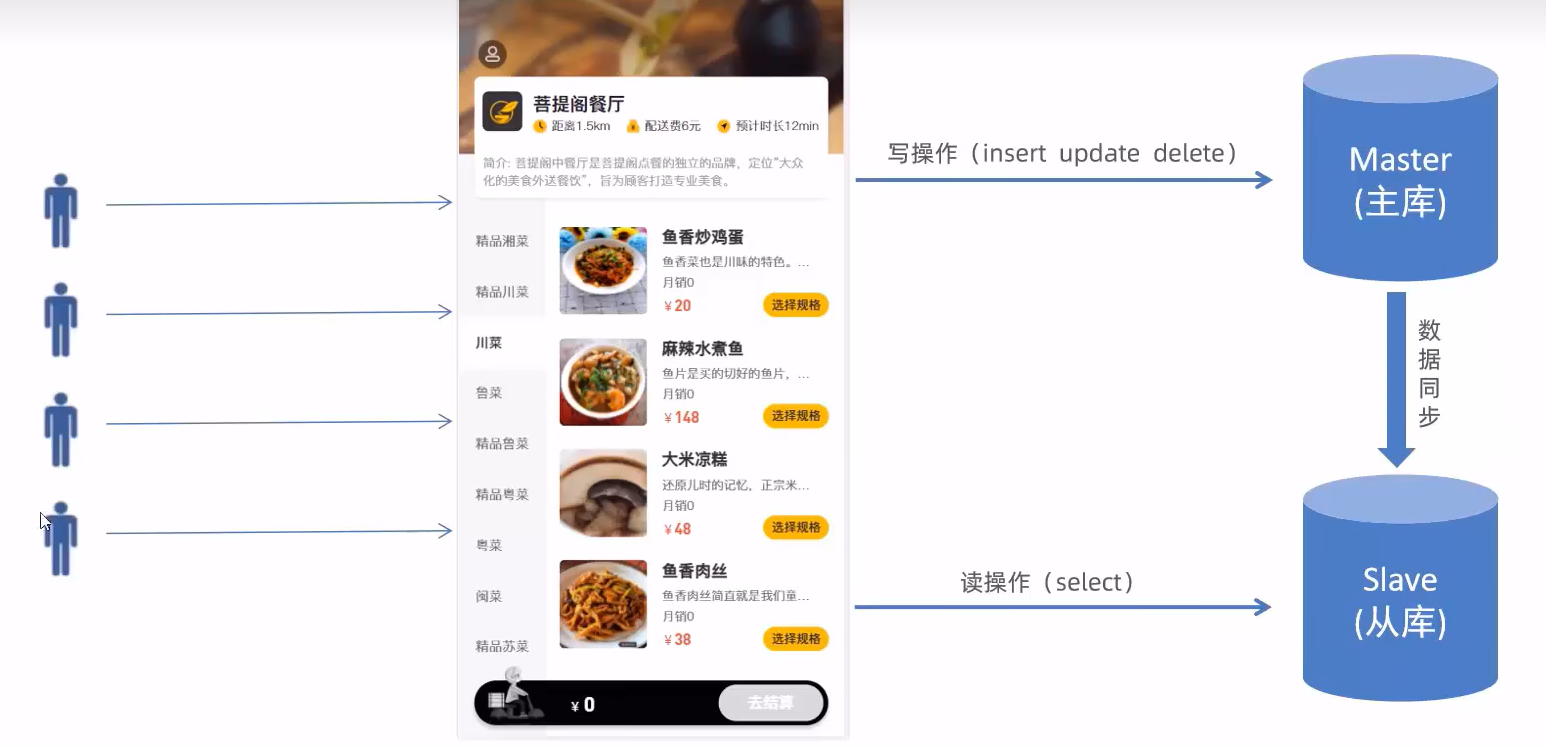 菩提阁餐厅
距离1.5km 配送费6元 预计时长12min
简介: 菩提阁中餐厅是菩提阁点餐的独立的品牌，定位“大众
化的美食外送餐饮”，旨为顾客打造专业美食。
精品湘菜
精品川菜
川菜
鲁菜
精品鲁菜
精品粤菜
粤菜
闽菜
精品苏菜
鱼香炒鸡蛋
鱼香菜也是川味的特色。...
月销0
¥20
选择规格
麻辣水煮鱼
鱼片是买的切好的鱼片，...
月销0
¥148
选择规格
大米凉糕
还原儿时的记忆，正宗米...
月销0
¥48
选择规格
鱼香肉丝
鱼香肉丝简直就是我们童...
月销0
¥38
选择规格
¥ 0
去结算
写操作（insert update delete）
读操作（select）
Master
(主库)
数
据
同
步
Slave
(从库)